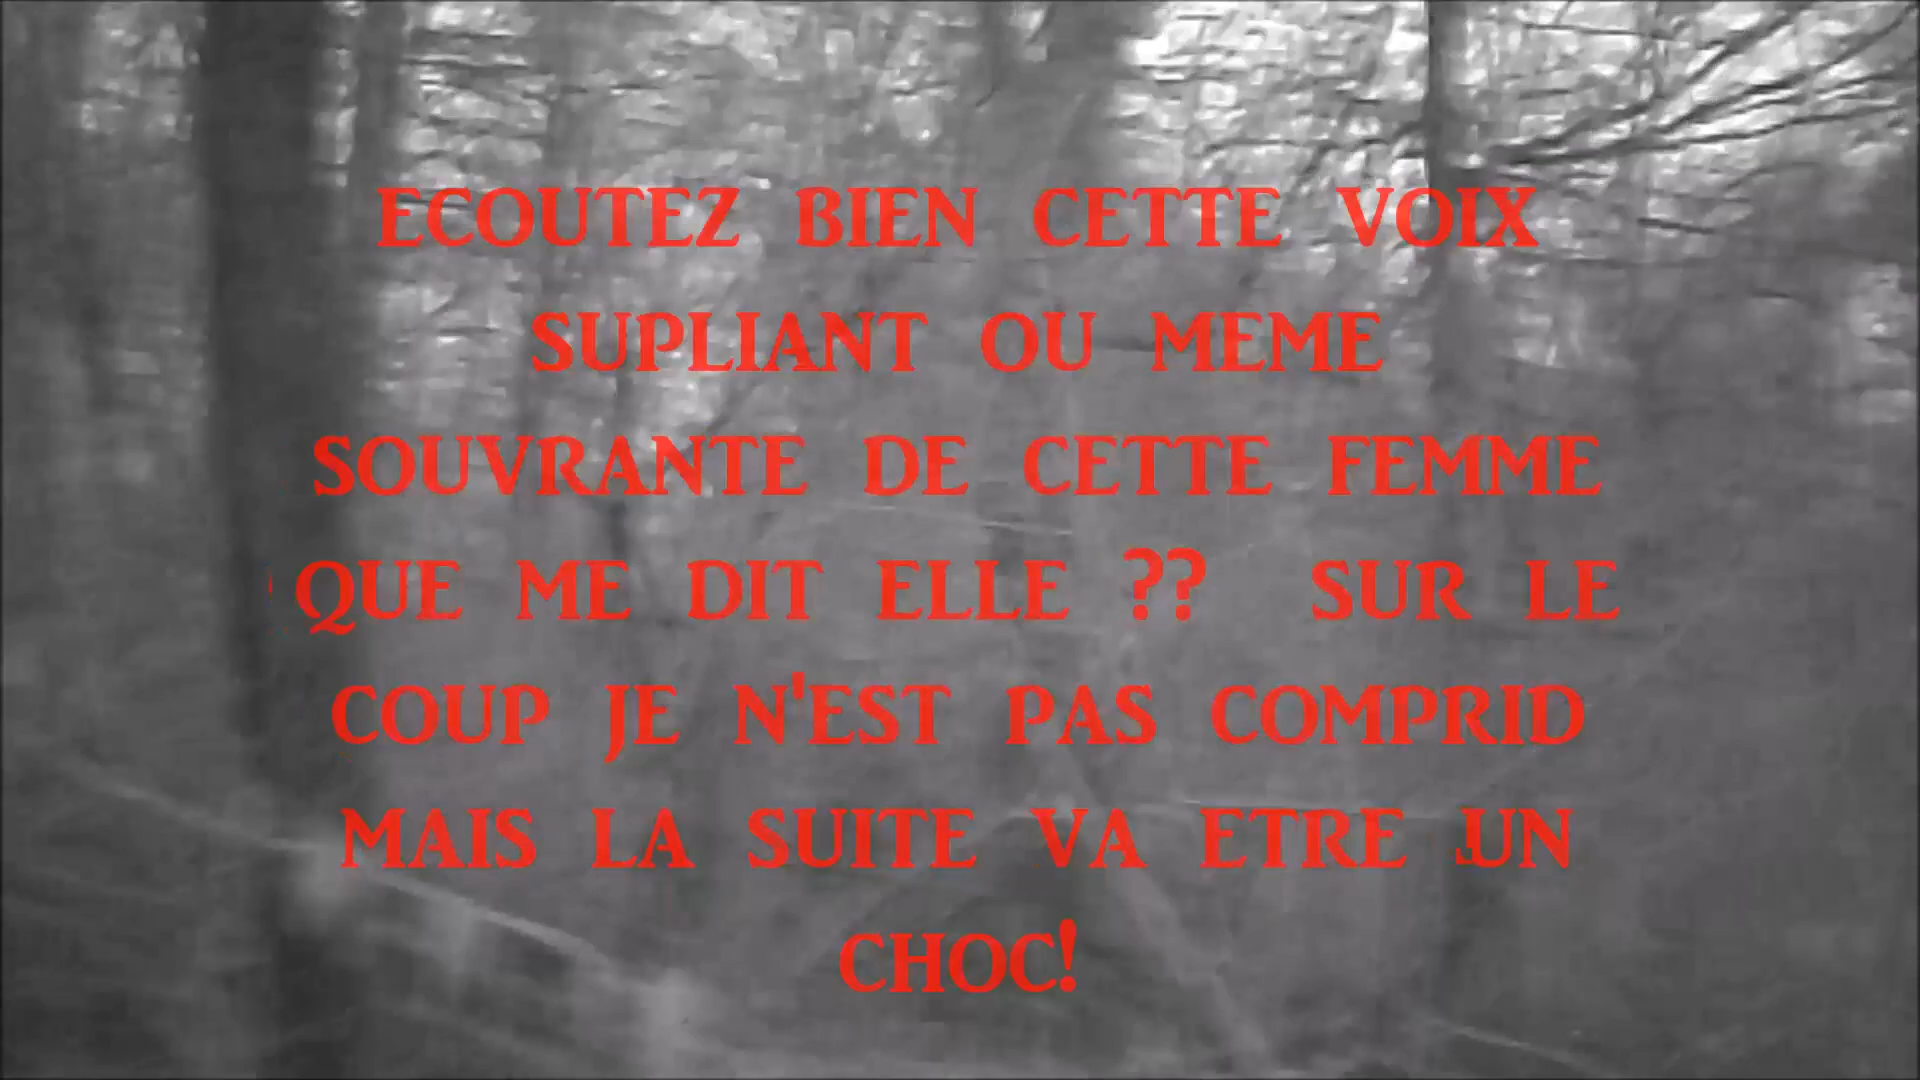 ECOUTEZ BIEN CETTE VOIX
SUPLIANT OU MEME
SOUVRANTE DE CETTE FEMME
QUE ME DIT ELLE ?? SUR LE
COUP JE N'EST PAS COMPRID
MAIS LA SUITE VA ETRE UN
CHOC!